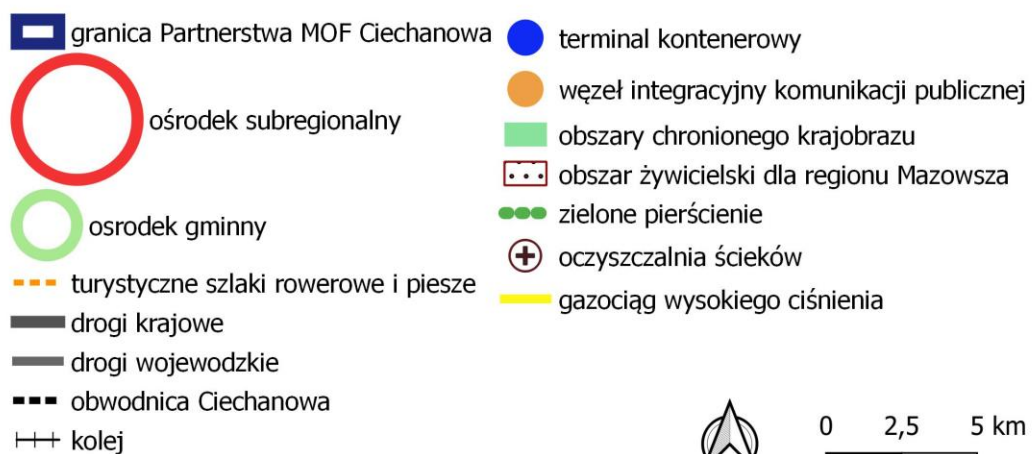 granica Partnerstwa MOF Ciechanowa
ośrodek subregionalny
osrodek gminny
turystyczne szlaki rowerowe i piesze
drogi krajowe
drogi wojewodzkie
obwodnica Ciechanowa
kolej
terminal kontenerowy
węzeł integracyjny komunikacji publicznej
obszary chronionego krajobrazu
obszar żywicielski dla regionu Mazowsza
zielone pierścienie
oczyszczalnia ścieków
gazociąg wysokiego ciśnienia
0 2,5 5 km